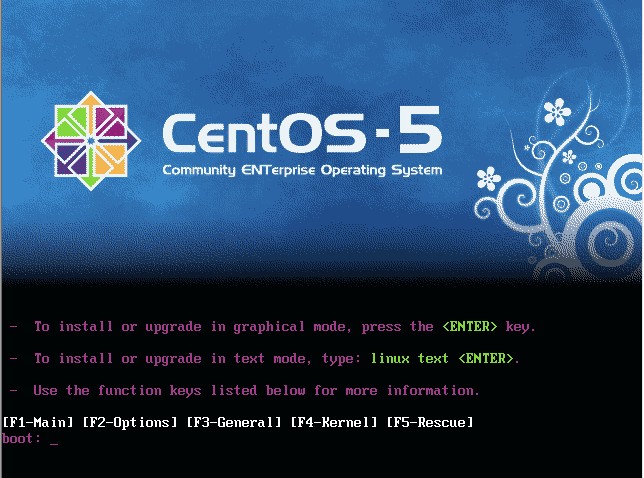 CentOS - 5
Community ENTerprise Operating System
- To install or upgrade in graphical mode, press the <ENTER> key.
- To install or upgrade in text mode, type: linux text <ENTER>.
- Use the function keys listed below for more information.
[F1-Main] [F2-Options] [F3-General] [F4-Kernel] [F5-Rescue]
boot: _